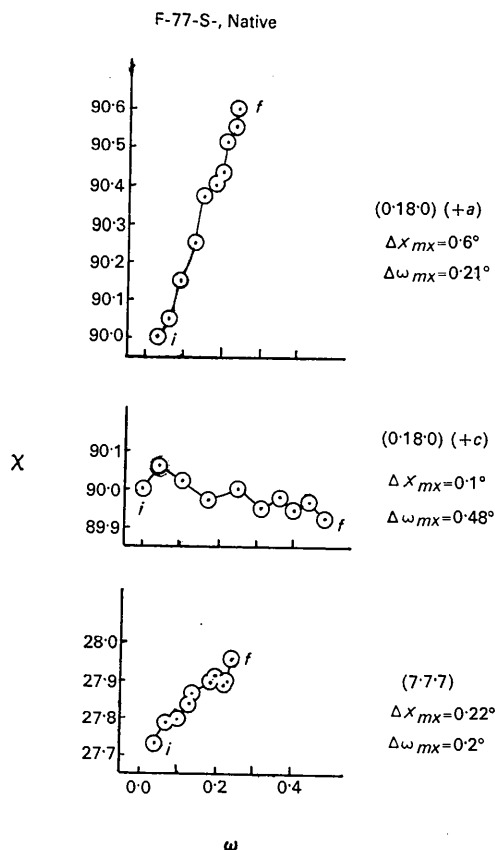 F-77-S-, Native
90·6
90·5
90·4
90·3
90·2
90·1
90·0
f
i
(0·18·0) (+a)
Δχmx=0·6°
Δωmx=0·21°
χ
90·1
90·0
89·9
i
f
(0·18·0) (+c)
Δχmx=0·1°
Δωmx=0·48°
28·0
27·9
27·8
27·7
f
i
(7·7·7)
Δχmx=0·22°
Δωmx=0·2°
0·0
0·2
0·4
ω